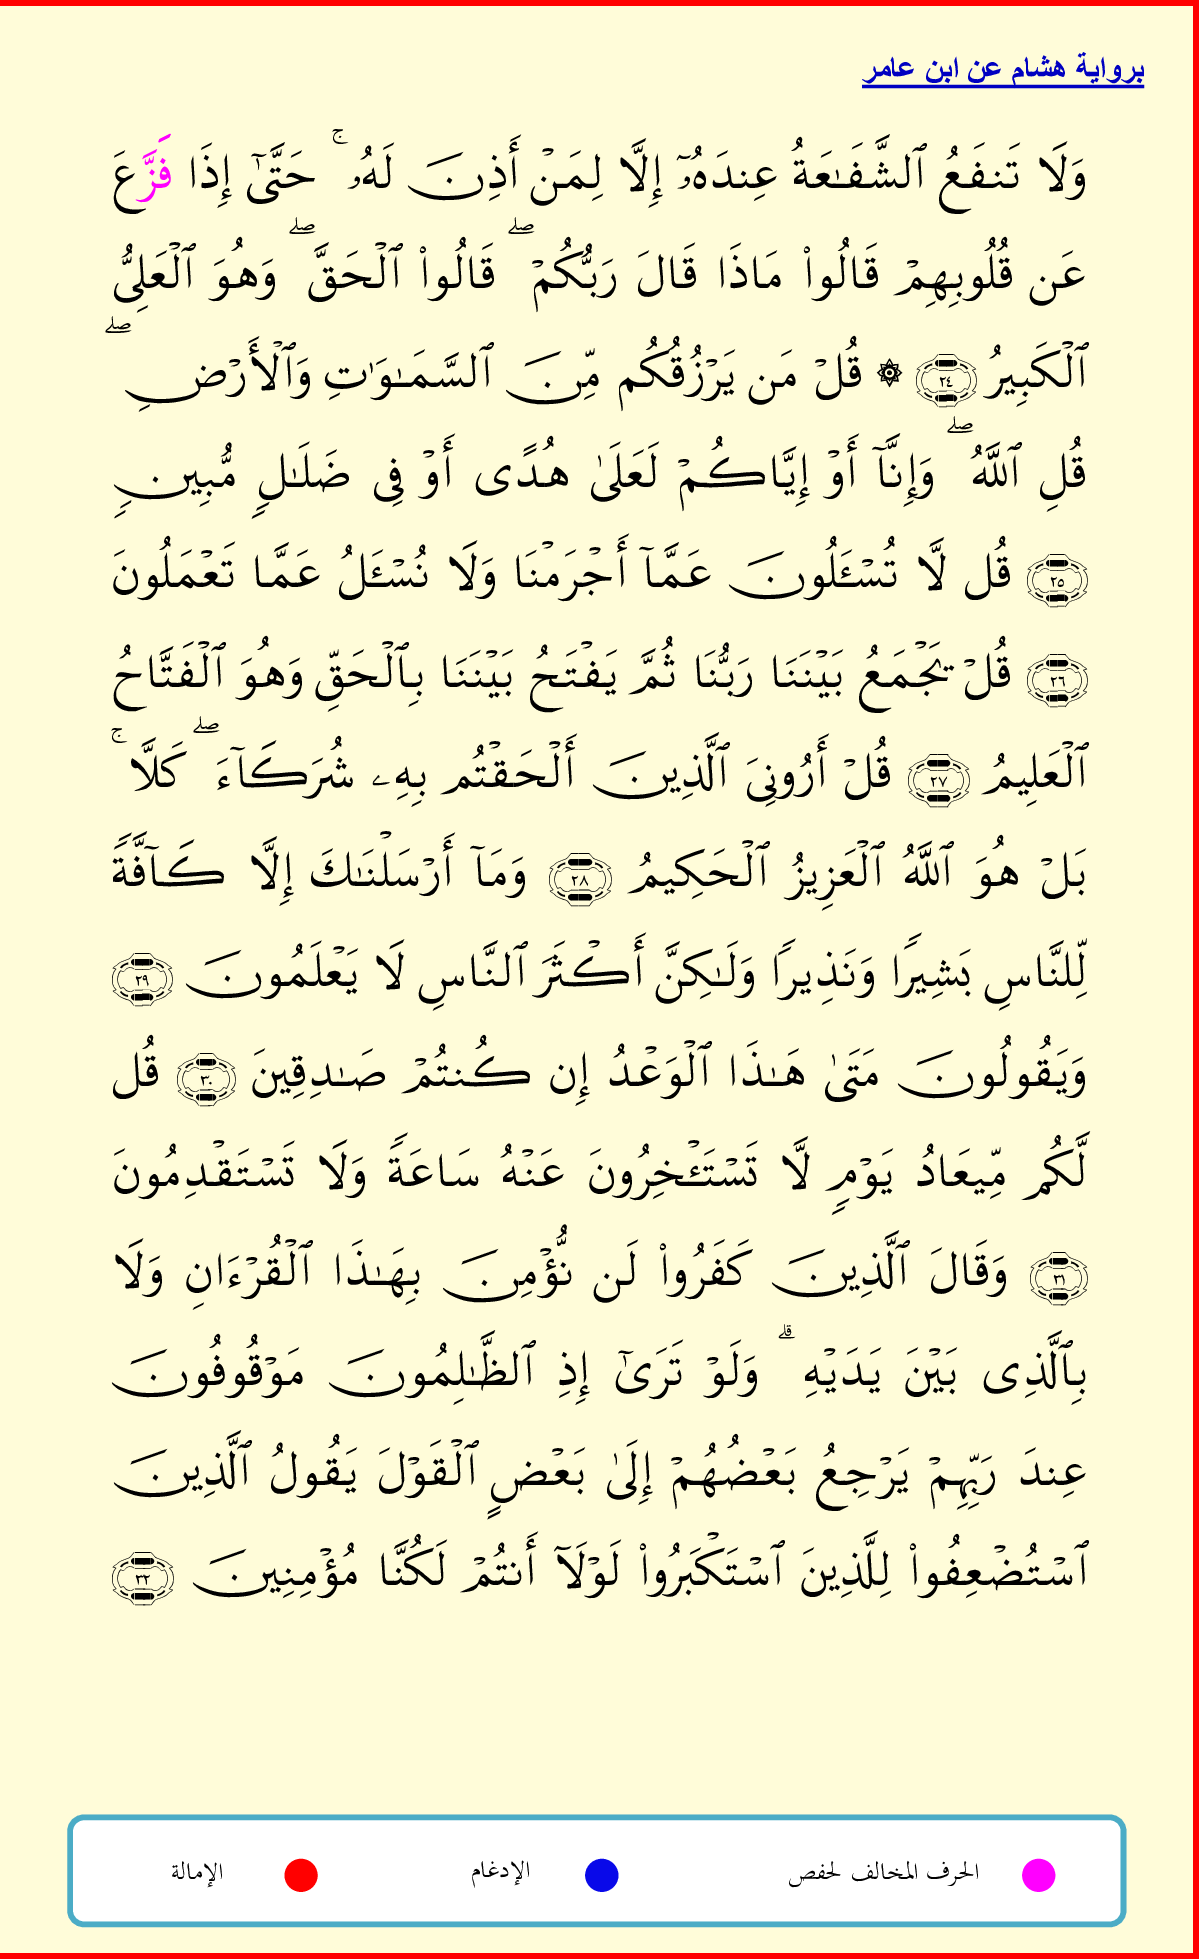 برواية هشام عن ابن عامر
وَلَا تَنفَعُ ٱلشَّفَـٰعَةُ عِندَهُۥٓ إِلَّا لِمَنۡ أَذِنَ لَهُۥۚ حَتَّىٰٓ إِذَا فَزَّعَ
عَن قُلُوبِهِمۡ قَالُواْ مَاذَا قَالَ رَبُّكُمۡۖ قَالُواْ ٱلۡحَقَّۖ وَهُوَ ٱلۡعَلِيُّ
ٱلۡكَبِيرُ ٢٤ ۞ قُلۡ مَن يَرۡزُقُكُم مِّنَ ٱلسَّمَـٰوَٰتِ وَٱلۡأَرۡضِۖ
قُلِ ٱللَّهُۖ وَإِنَّآ أَوۡ إِيَّاكُمۡ لَعَلَىٰ هُدًى أَوۡ فِى ضَلَـٰلٍ مُّبِينٍ
٢٥ قُل لَّا تُسۡـَٔلُونَ عَمَّآ أَجۡرَمۡنَا وَلَا نُسۡـَٔلُ عَمَّا تَعۡمَلُونَ
٢٦ قُلۡ يَجۡمَعُ بَيۡنَنَا رَبُّنَا ثُمَّ يَفۡتَحُ بَيۡنَنَا بِٱلۡحَقِّ وَهُوَ ٱلۡفَتَّاحُ
ٱلۡعَلِيمُ ٢٧ قُلۡ أَرُونِىَ ٱلَّذِينَ أَلۡحَقۡتُم بِهِۦ شُرَكَآءَۖ كَلَّاۚ
بَلۡ هُوَ ٱللَّهُ ٱلۡعَزِيزُ ٱلۡحَكِيمُ ٢٨ وَمَآ أَرۡسَلۡنَـٰكَ إِلَّا كَآفَّةً
لِّلنَّاسِ بَشِيرًا وَنَذِيرًا وَلَـٰكِنَّ أَكۡثَرَ ٱلنَّاسِ لَا يَعۡلَمُونَ ٢٩
وَيَقُولُونَ مَتَىٰ هَـٰذَا ٱلۡوَعۡدُ إِن كُنتُمۡ صَـٰدِقِينَ ٣٠ قُل
لَّكُم مِّيعَادُ يَوۡمٍ لَّا تَسۡتَـٔۡخِرُونَ عَنۡهُ سَاعَةً وَلَا تَسۡتَقۡدِمُونَ
٣١ وَقَالَ ٱلَّذِينَ كَفَرُواْ لَن نُّؤۡمِنَ بِهَـٰذَا ٱلۡقُرۡءَانِ وَلَا
بِٱلَّذِى بَيۡنَ يَدَيۡهِۗ وَلَوۡ تَرَىٰٓ إِذِ ٱلظَّـٰلِمُونَ مَوۡقُوفُونَ
عِندَ رَبِّهِمۡ يَرۡجِعُ بَعۡضُهُمۡ إِلَىٰ بَعۡضٍ ٱلۡقَوۡلَ يَقُولُ ٱلَّذِينَ
ٱسۡتُضۡعِفُواْ لِلَّذِينَ ٱسۡتَكۡبَرُواْ لَوۡلَآ أَنتُمۡ لَكُنَّا مُؤۡمِنِينَ ٣٢
الحرف المخالف لحفص الإدغام الإمالة